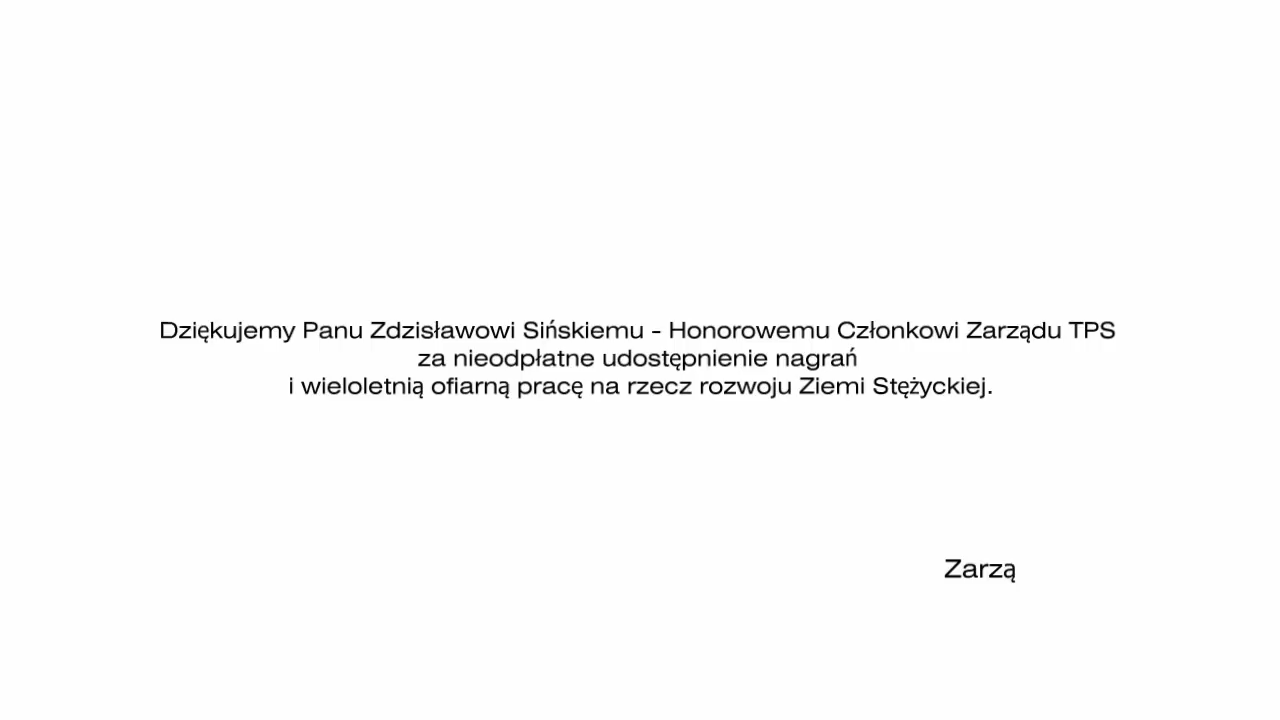 Dziękujemy Panu Zdzisławowi Sińskiemu - Honorowemu Członkowi Zarządu TPS
za nieodpłatne udostępnienie nagrań
i wieloletnią ofiarną pracę na rzecz rozwoju Ziemi Stężyckiej.
Zarzą